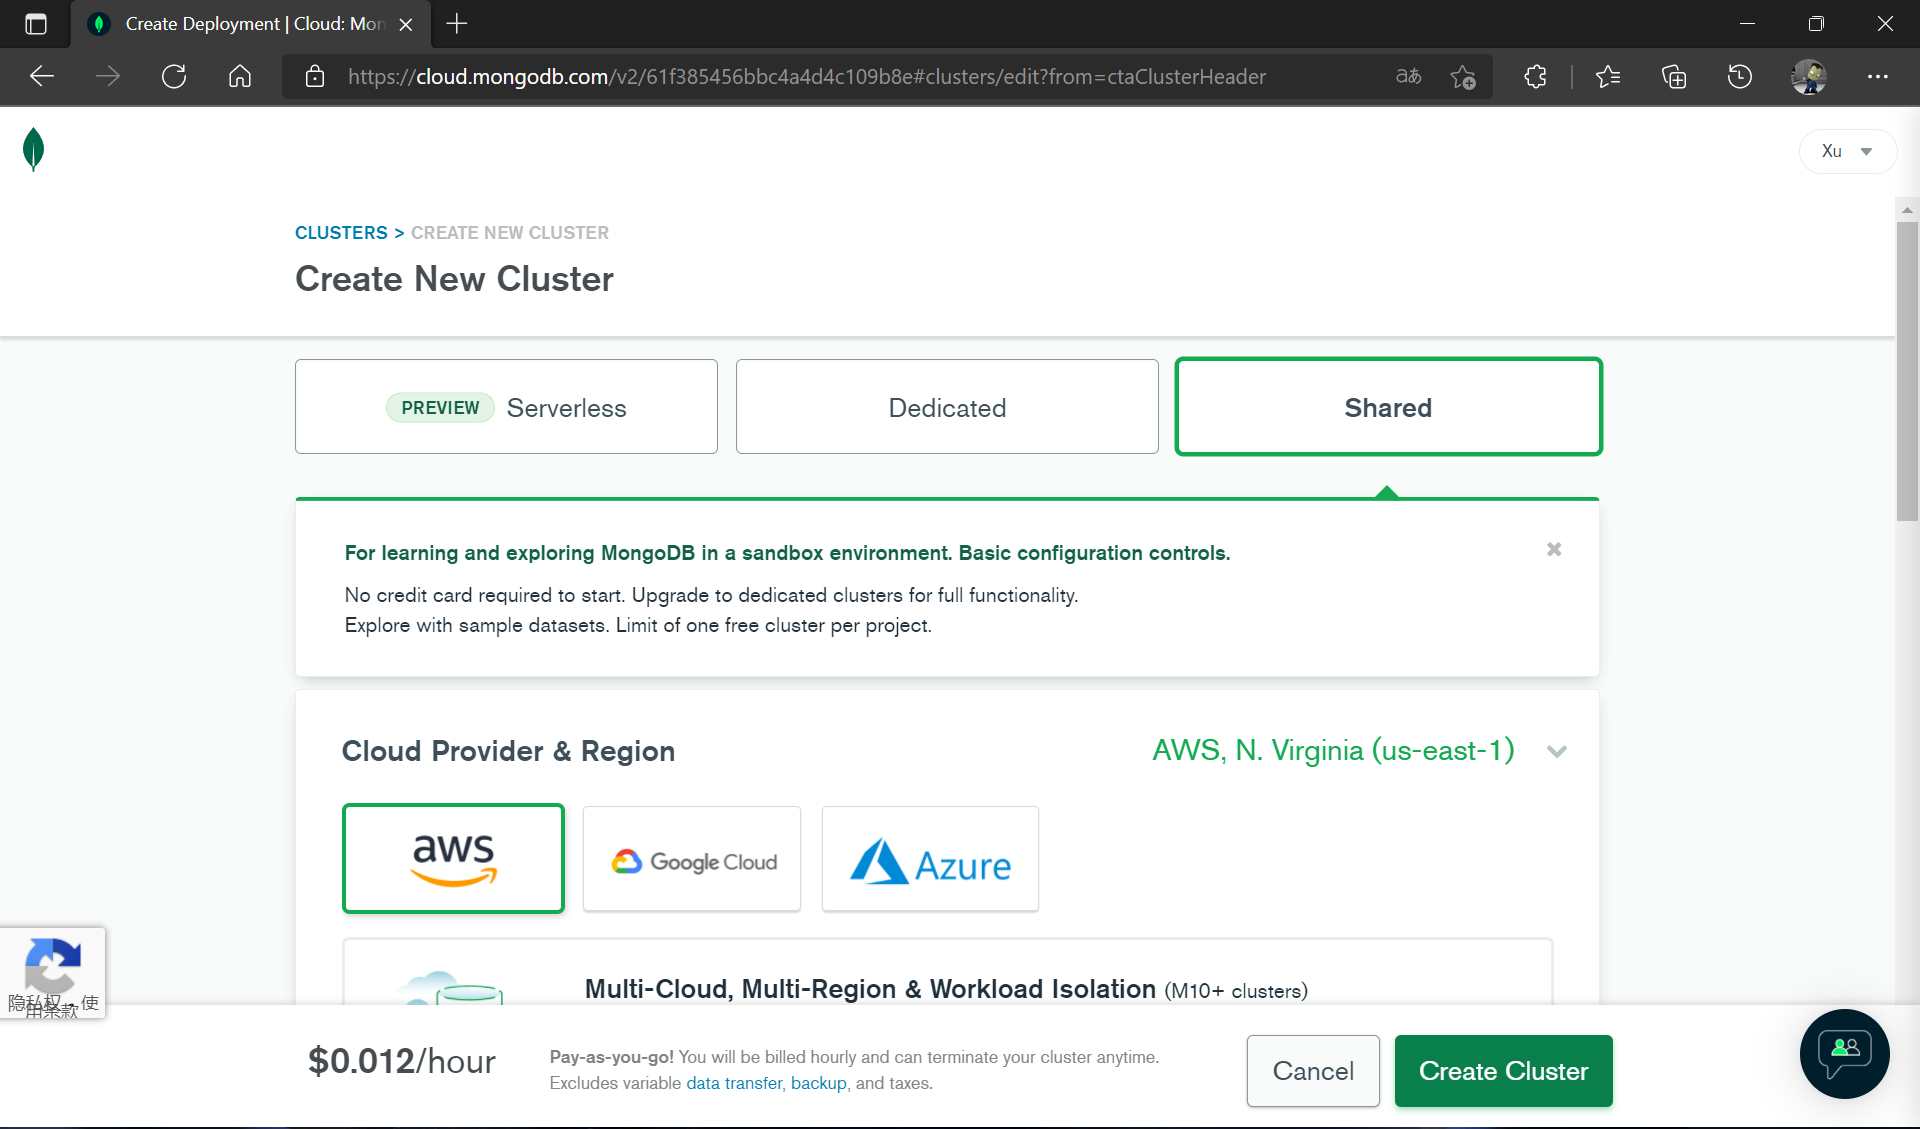 Create Deployment | Cloud: Mon
https://cloud.mongodb.com/v2/61f385456bbc4a4d4c109b8e#clusters/edit?from=ctaClusterHeader
aあ
Xu
CLUSTERS > CREATE NEW CLUSTER
Create New Cluster
PREVIEW Serverless
Dedicated
Shared
For learning and exploring MongoDB in a sandbox environment. Basic configuration controls.
No credit card required to start. Upgrade to dedicated clusters for full functionality.
Explore with sample datasets. Limit of one free cluster per project.
Cloud Provider & Region
AWS, N. Virginia (us-east-1)
aws
Google Cloud
Azure
Multi-Cloud, Multi-Region & Workload Isolation (M10+ clusters)
隐私权 - 使
用条款
$0.012/hour
Pay-as-you-go! You will be billed hourly and can terminate your cluster anytime.
Excludes variable data transfer, backup, and taxes.
Cancel
Create Cluster